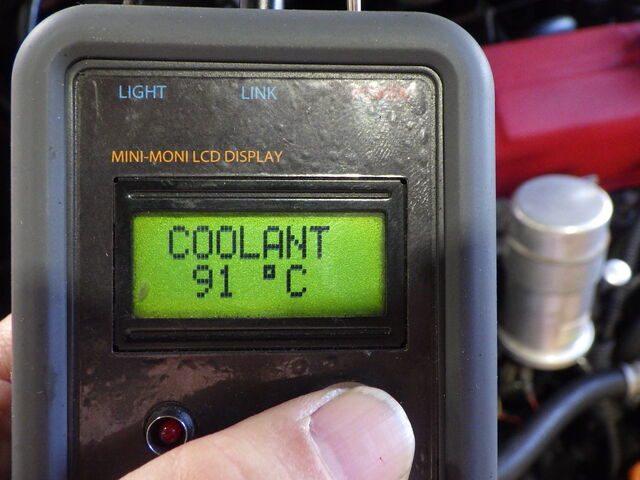 LIGHT LINK
MINI-MONI LCD DISPLAY
COOLANT
91 °C